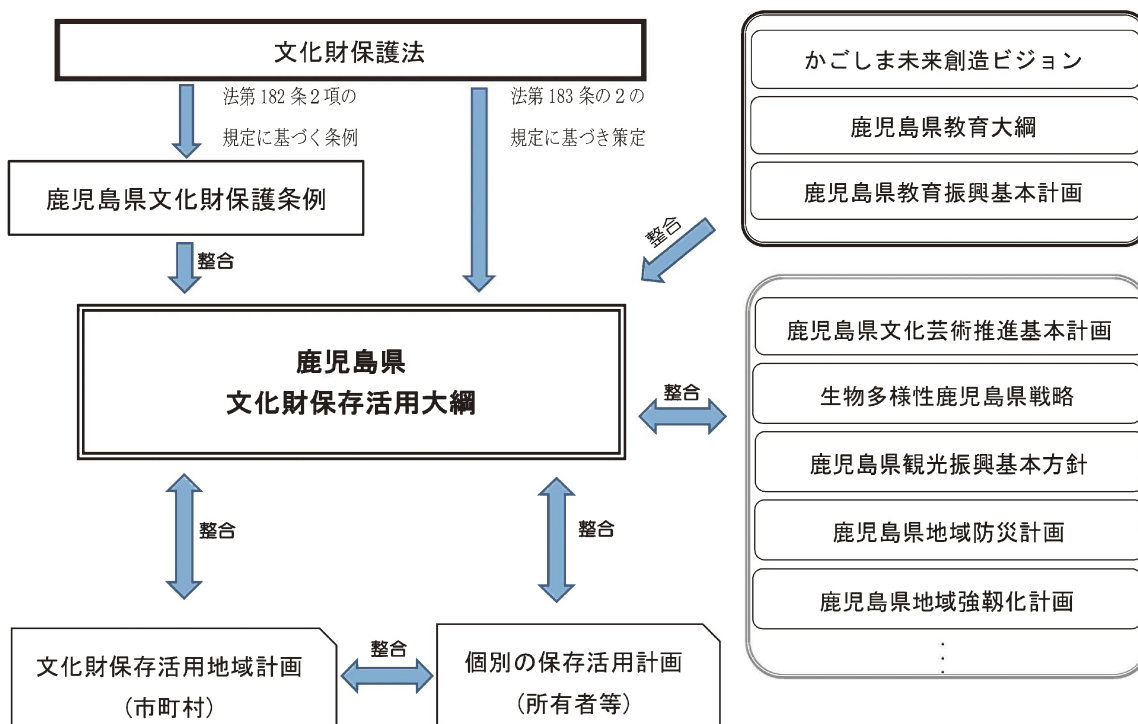 文化財保護法
法第182条2項の
規定に基づく条例
法第183条の2の
規定に基づき策定
鹿児島県文化財保護条例
整合
鹿児島県
文化財保存活用大綱
整合
かごしま未来創造ビジョン
鹿児島県教育大綱
鹿児島県教育振興基本計画
整合
鹿児島県文化芸術推進基本計画
生物多様性鹿児島県戦略
鹿児島県観光振興基本方針
鹿児島県地域防災計画
鹿児島県地域強靱化計画
⋮
整合
整合
文化財保存活用地域計画
(市町村)
整合
個別の保存活用計画
(所有者等)